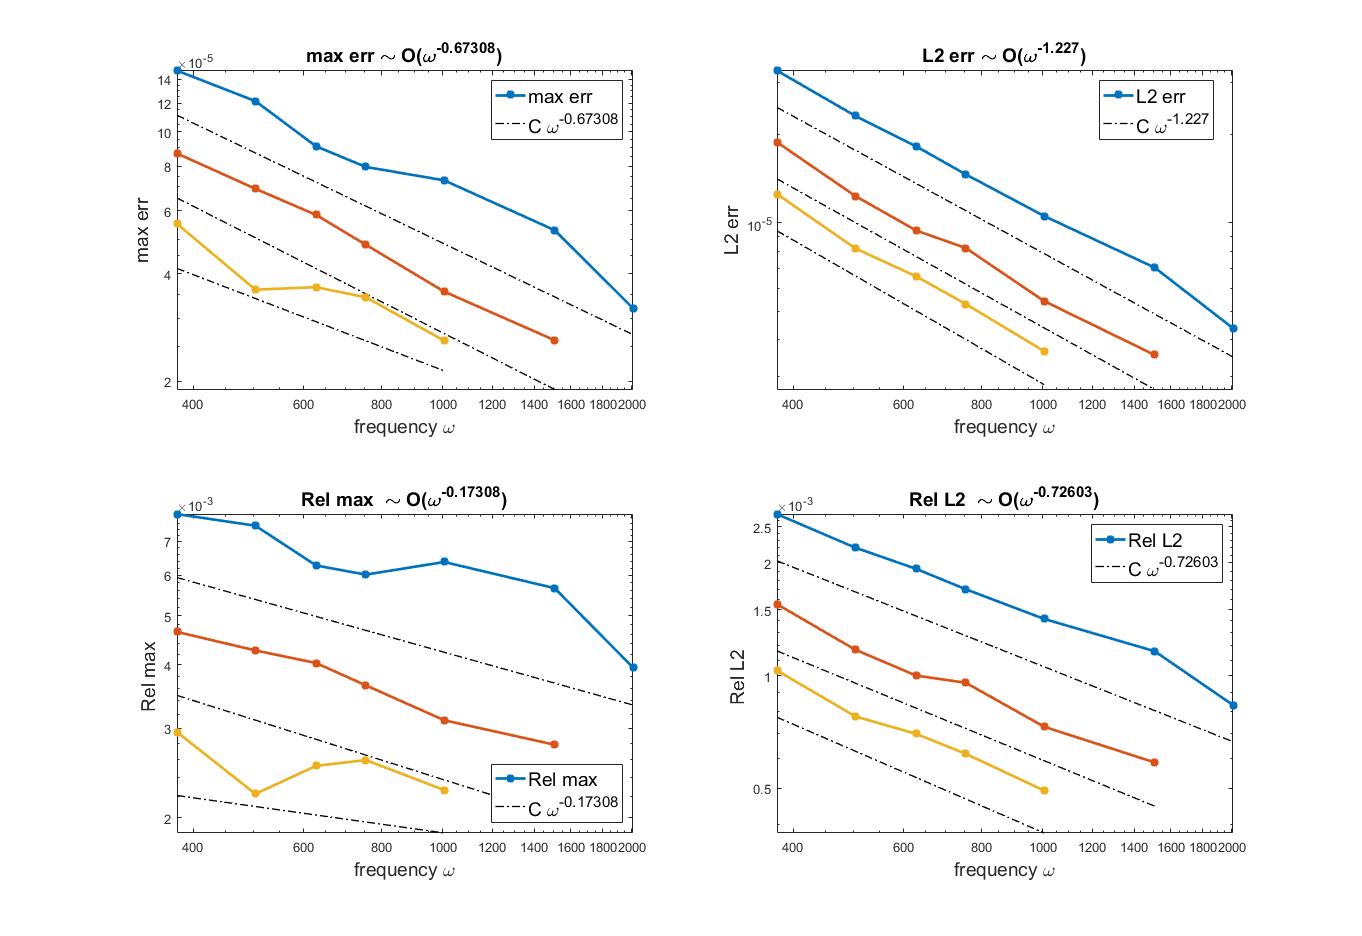 max err ∼ O(ω^-0.67308)
×10^-5
14
12
10
8
6
4
2
max err
400 600 800 1000 1200 1400 1600 1800 2000
frequency ω
max err
C ω^-0.67308
L2 err ∼ O(ω^-1.227)
10^-5
L2 err
400 600 800 1000 1200 1400 1600 1800 2000
frequency ω
L2 err
C ω^-1.227
Rel max ∼ O(ω^-0.17308)
×10^-3
7
6
5
4
3
2
Rel max
400 600 800 1000 1200 1400 1600 1800 2000
frequency ω
Rel max
C ω^-0.17308
Rel L2 ∼ O(ω^-0.72603)
×10^-3
2.5
2
1.5
1
0.5
Rel L2
400 600 800 1000 1200 1400 1600 1800 2000
frequency ω
Rel L2
C ω^-0.72603